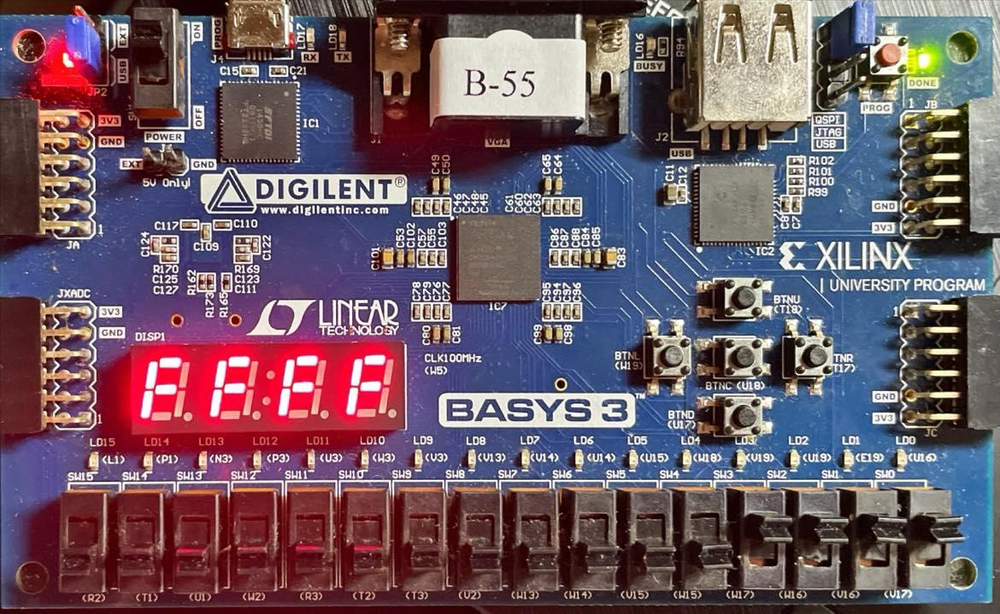 EXT
USB
JP2
ON
OFF
POWER
EXT
GND
5V Only!
PROG
J4
LD17
RX
LD18
TX
C15
C21
FTDI
IC1
J1
B-55
VGA
LD16
BUSY
R94
J2
USB
PROG
DONE
QSPI
JTAG
USB
JB
1
GND
3V3
3V3
GND
1
JA
DIGILENT®
www.digilentinc.com
C49
C50
C65
C64
C47
C48
C45
C61
C60
C62
C63
C11
C12
R102
R101
R100
R99
C8
C7
IC2
C117
C110
C109
C124
C122
R170
C125
C127
R162
R173
R165
R169
C123
C111
C101
C53
C102
C57
C103
C86
C87
C88
C84
C85
C83
IC7
C78
C79
C76
C77
C95
C94
C97
C96
C80
C81
C99
C98
XILINX
UNIVERSITY PROGRAM
JXADC
3V3
GND
1
LINEAR
TECHNOLOGY
DISP1
FFFF
CLK100MHz
(W5)
BASYS 3™
BTNU
(T18)
BTNL
(W19)
BTNC (U18)
TNR
T17)
BTND
(U17)
1
GND
3V3
JC
LD15 LD14 LD13 LD12 LD11 LD10 LD9 LD8 LD7 LD6 LD5 LD4 LD3 LD2 LD1 LD0
(L1) (P1) (N3) (P3) (U3) (W3) (V3) (V13) (V14) (U14) (U15) (W18) (V19) (U19) (E19) (U16)
SW15 SW14 SW13 SW12 SW11 SW10 SW9 SW8 SW7 SW6 SW5 SW4 SW3 SW2 SW1 SW0
(R2) (T1) (U1) (W2) (R3) (T2) (T3) (V2) (W13) (W14) (V15) (W15) (W17) (W16) (V16) (V17)